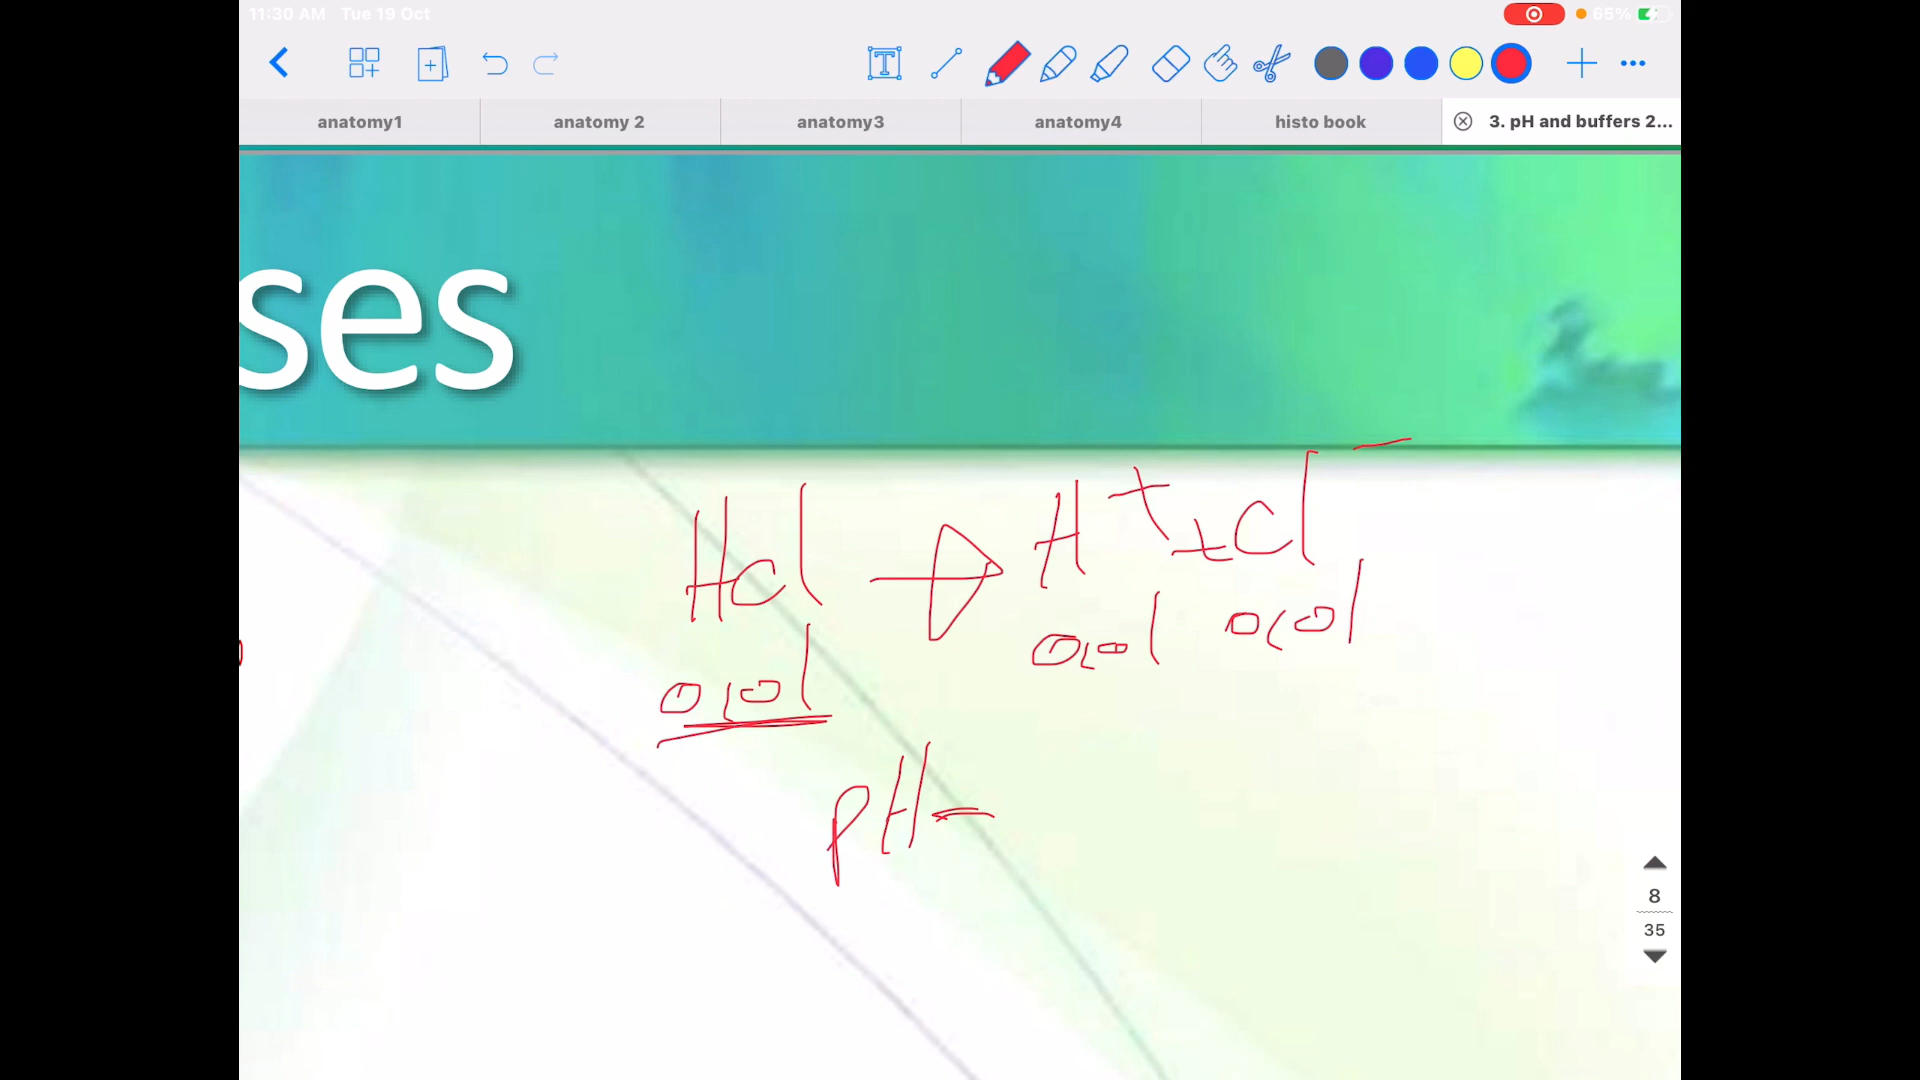 11:30 AM Tue 19 Oct
65%
T
anatomy1
anatomy 2
anatomy3
anatomy4
histo book
3. pH and buffers 2...
ses
Hcl → H+ + cl-
0,01 0,01 0,01
pH=
8
35